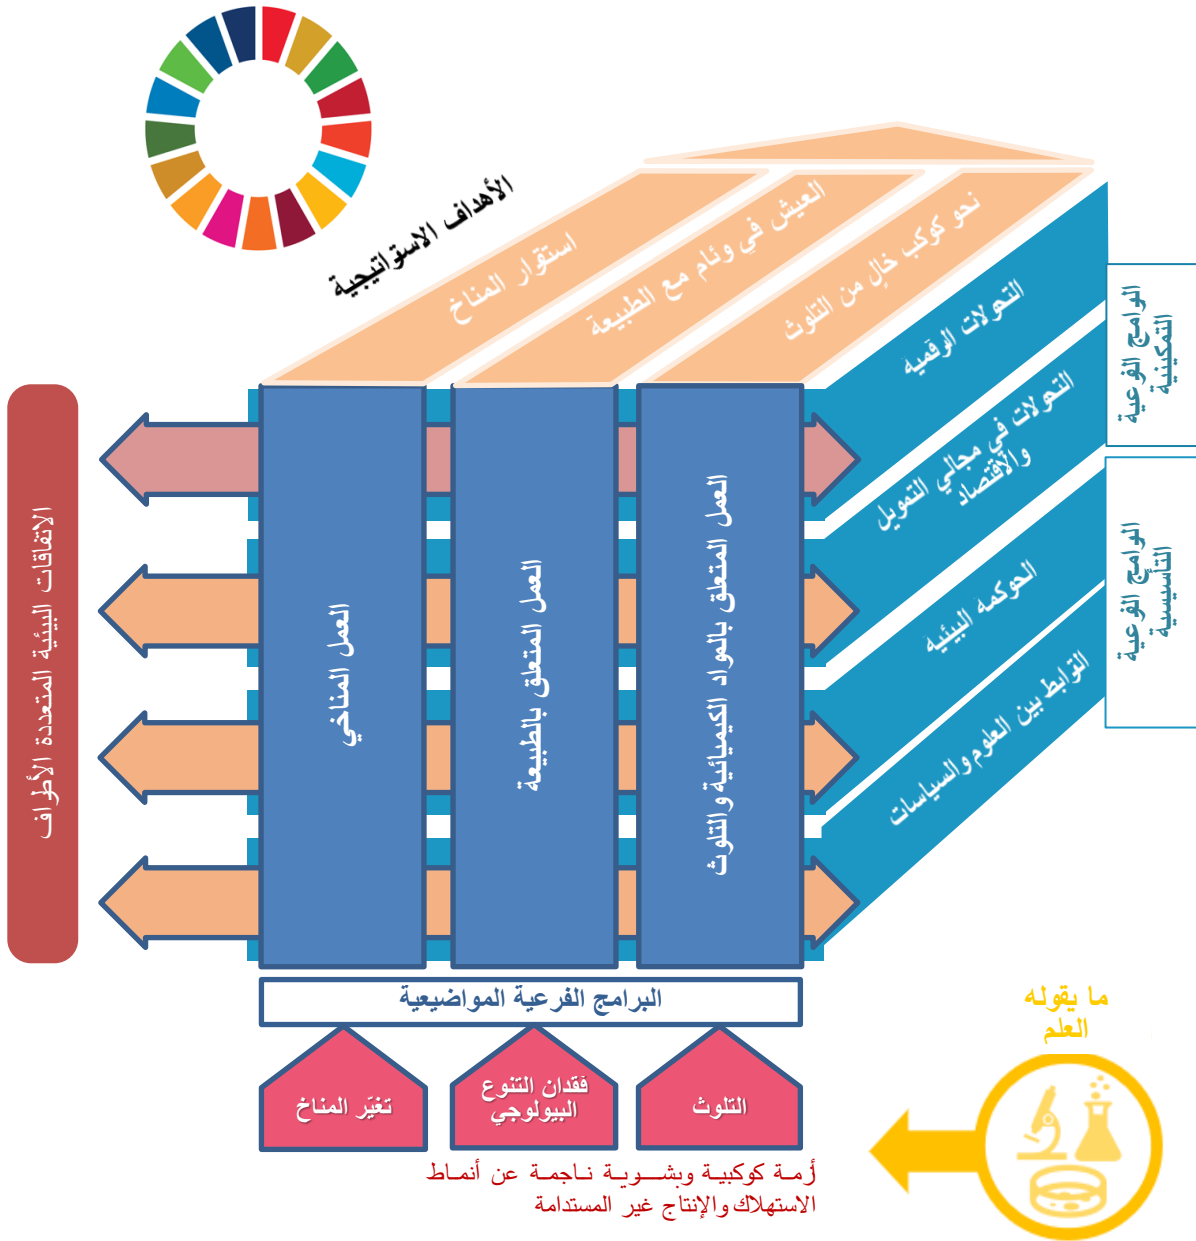 الأهداف الاستراتيجية
استقرار المناخ
العيش في وئام مع الطبيعة
نحو كوكب خالٍ من التلوث
التحولات الرقمية
التحولات في مجالي التمويل
والاقتصاد
الحوكمة البيئية
الترابط بين العلوم والسياسات
البرامج الفرعية
التمكينية
البرامج الفرعية
التأسيسية
العمل المتعلق بالمواد الكيميائية والتلوث
العمل المتعلق بالطبيعة
العمل المناخي
الاتفاقات البيئية المتعددة الأطراف
البرامج الفرعية المواضيعية
التلوث
فقدان التنوع
البيولوجي
تغيّر المناخ
أزمة كوكبية وبشرية ناجمة عن أنماط
الاستهلاك والإنتاج غير المستدامة
ما يقوله
العلم